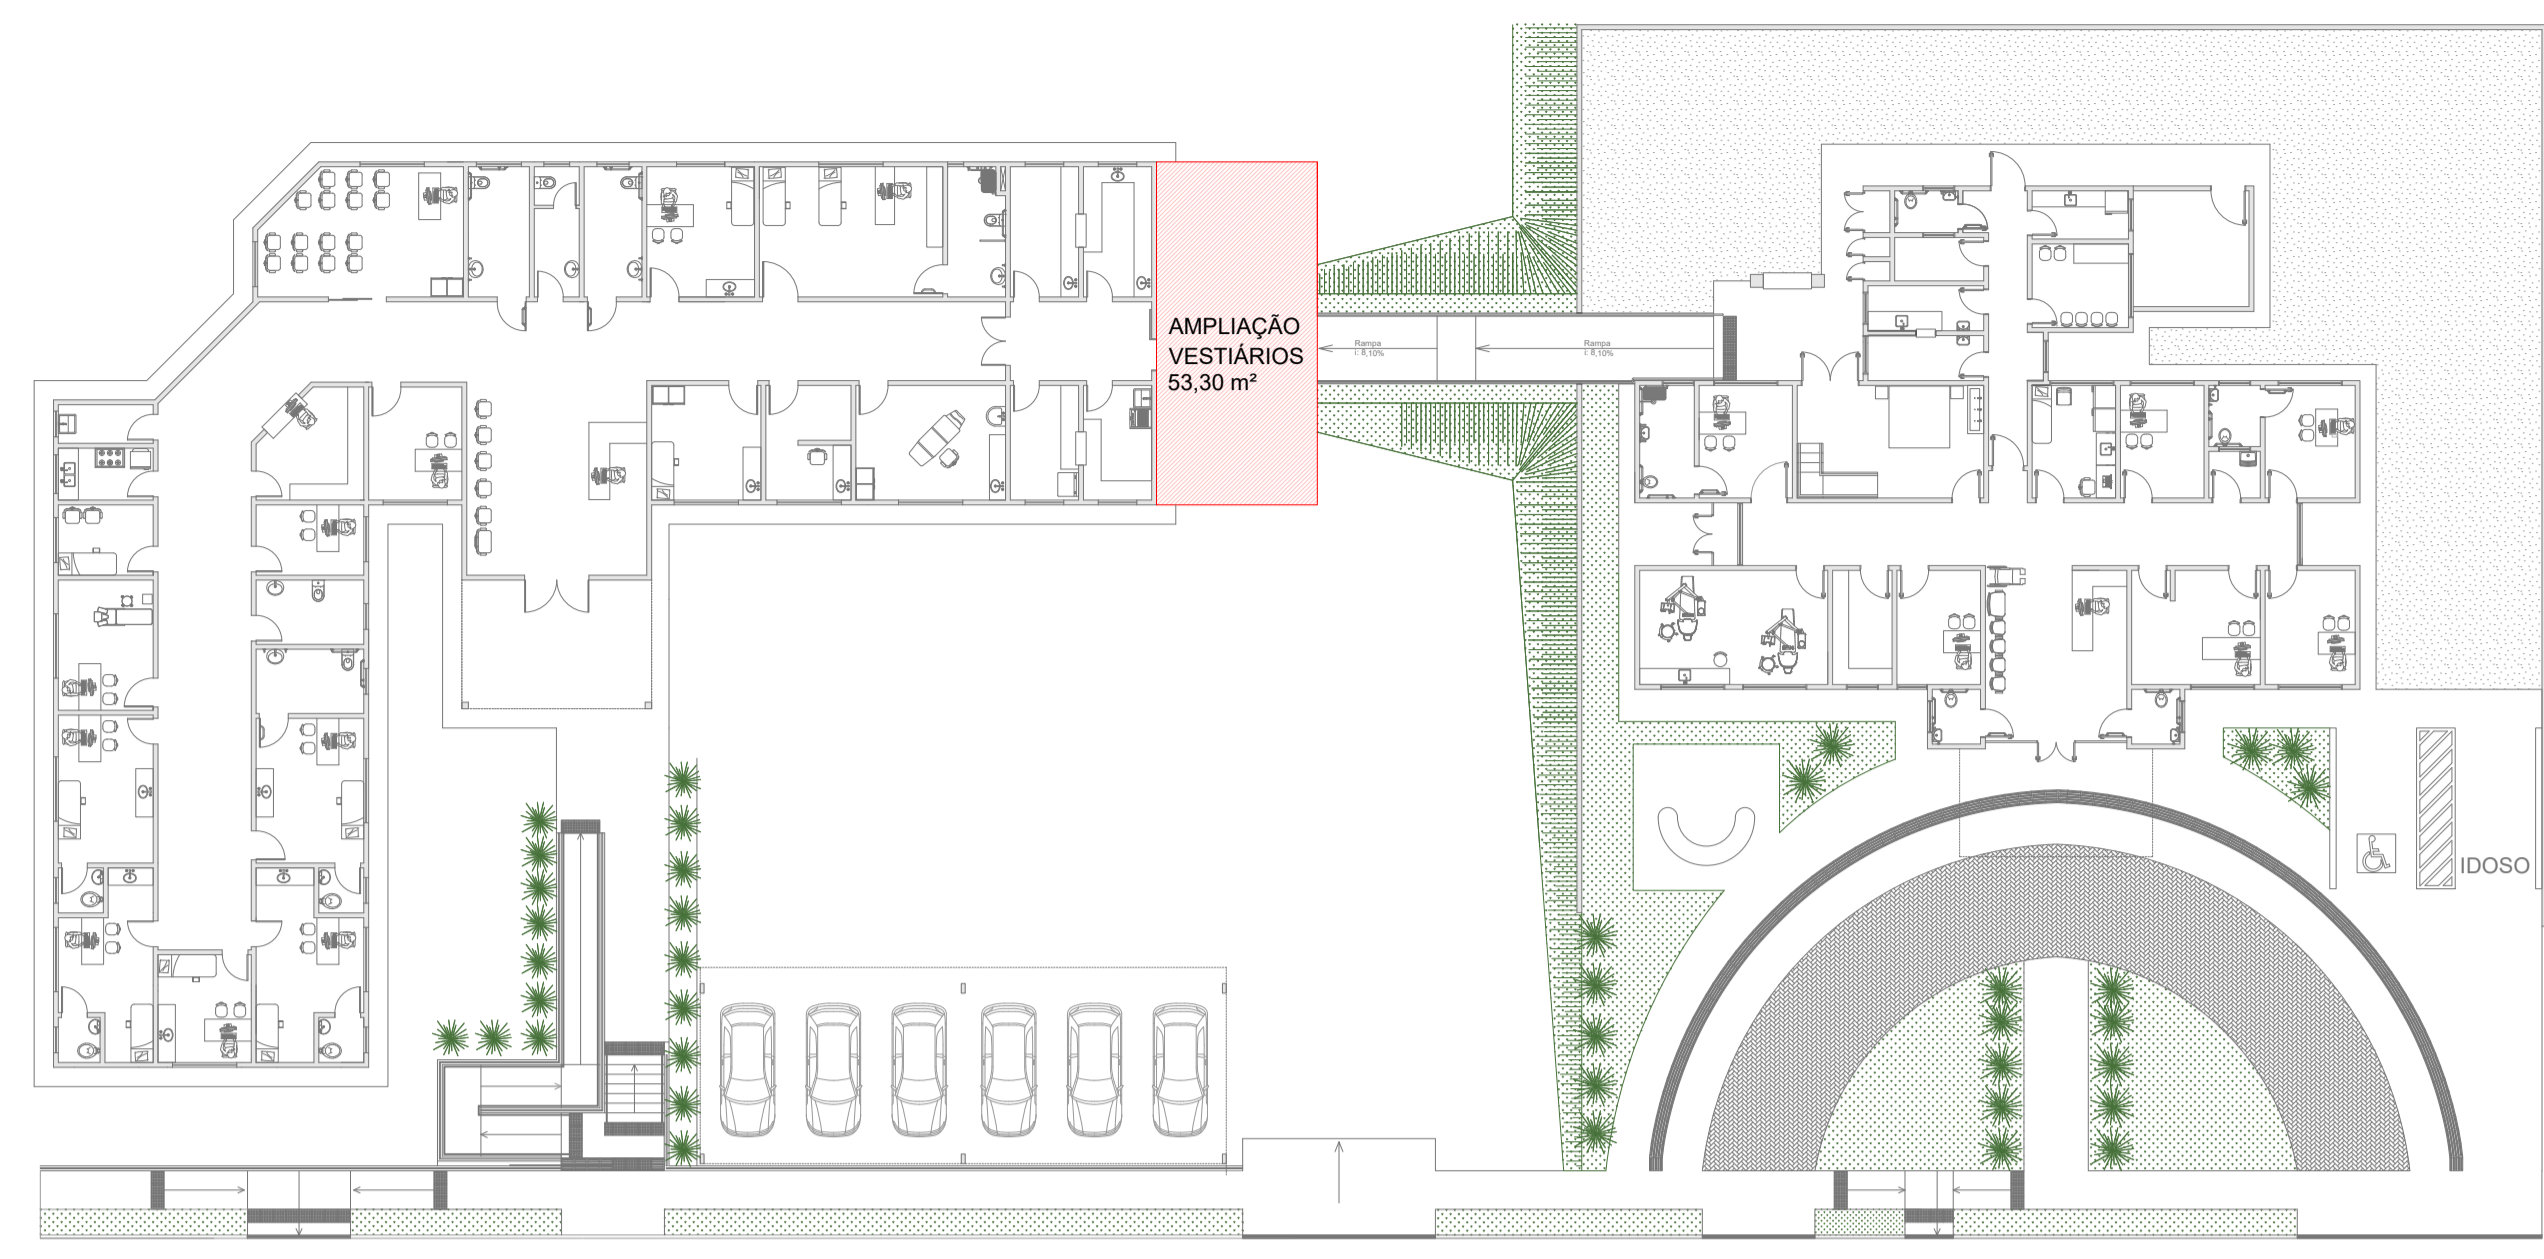 AMPLIAÇÃO
VESTIÁRIOS
53,30 m²
Rampa
i: 8,10%
Rampa
i: 8,10%
IDOSO